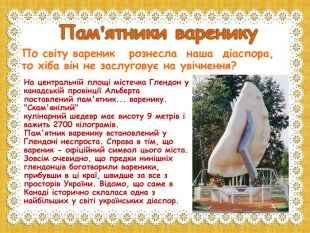 Пам'ятники варенику
По світу вареник рознесла наша діаспора,
то хіба він не заслуговує на увічнення?
На центральній площі містечка Глендон у
канадській провінції Альберта
поставлений пам'ятник... варенику.
"Скам'янілий"
кулінарний шедевр має висоту 9 метрів і
важить 2700 кілограмів.
Пам'ятник варенику встановлений у
Глендоні неспроста. Справа в тім, що
вареник - офіційний символ цього міста.
Зовсім очевидно, що предки нинішніх
глендонців боготворили вареники,
прибувши в ці краї, швидше за все з
просторів України. Відомо, що саме в
Канаді історично склалася одна з
найбільших у світі українських діаспор.